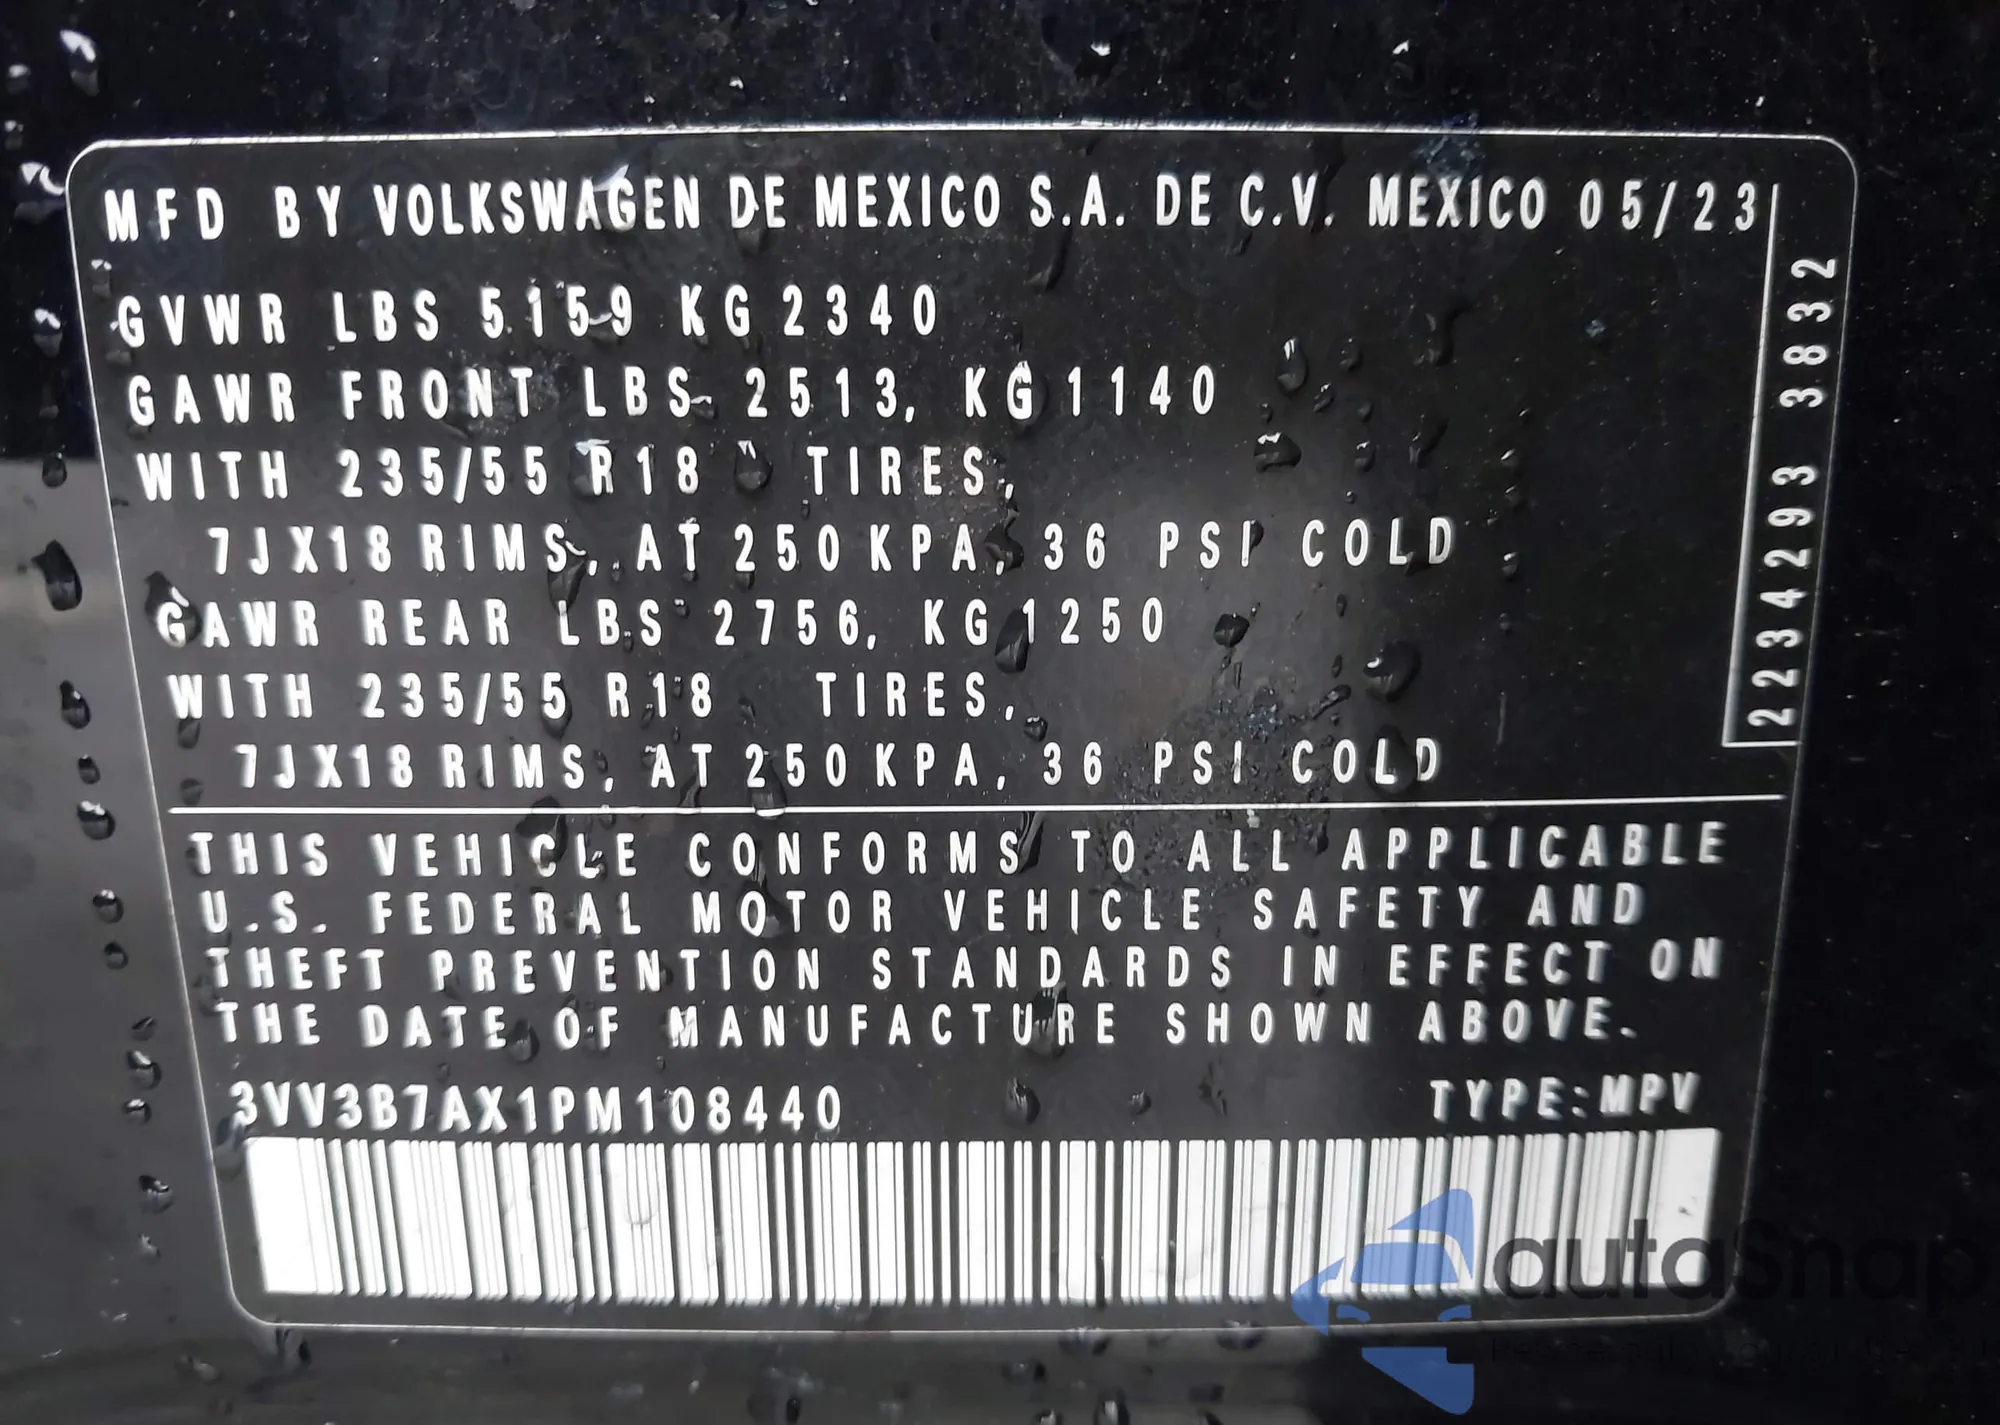 MFD BY VOLKSWAGEN DE MEXICO S.A. DE C.V. MEXICO 05/23
GVWR LBS 5159 KG 2340
GAWR FRONT LBS 2513, KG 1140
WITH 235/55 R18 TIRES,
7JX18 RIMS, AT 250 KPA, 36 PSI COLD
GAWR REAR LBS 2756, KG 1250
WITH 235/55 R18 TIRES,
7JX18 RIMS, AT 250 KPA, 36 PSI COLD
2234293 3832
THIS VEHICLE CONFORMS TO ALL APPLICABLE
U.S. FEDERAL MOTOR VEHICLE SAFETY AND
THEFT PREVENTION STANDARDS IN EFFECT ON
THE DATE OF MANUFACTURE SHOWN ABOVE.
3VV3B7AX1PM108440 TYPE:MPV
autoSnap